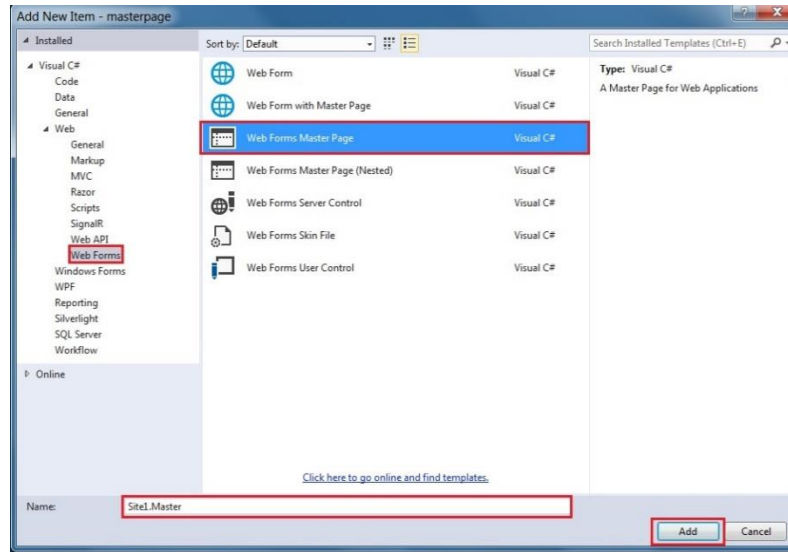 Add New Item - masterpage
Installed
Sort by: Default
Search Installed Templates (Ctrl+E)
Visual C#
Code
Data
General
Web
General
Markup
MVC
Razor
Scripts
SignalR
Web API
Web Forms
Windows Forms
WPF
Reporting
Silverlight
SQL Server
Workflow
Online
Web Form Visual C#
Web Form with Master Page Visual C#
Web Forms Master Page Visual C#
Web Forms Master Page (Nested) Visual C#
Web Forms Server Control Visual C#
Web Forms Skin File Visual C#
Web Forms User Control Visual C#
Click here to go online and find templates.
Type: Visual C#
A Master Page for Web Applications
Name: Site1.Master
Add Cancel